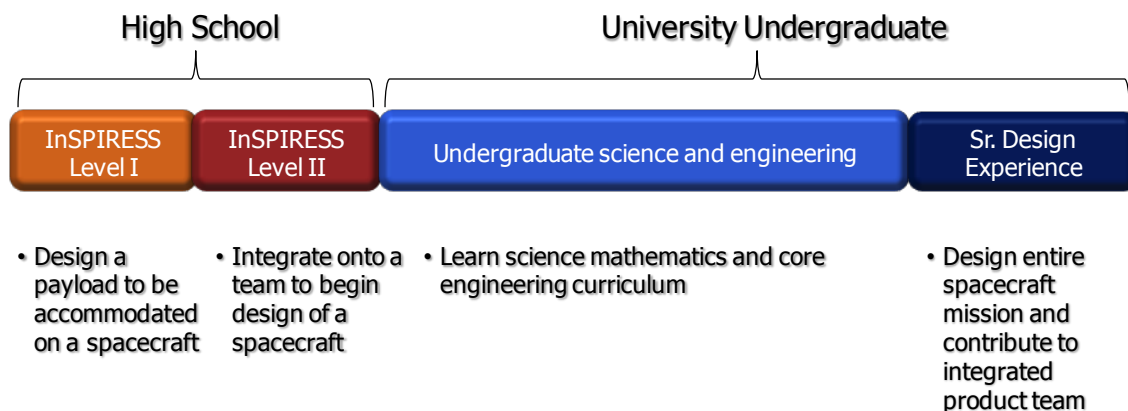 High School
University Undergraduate
InSPIRESS
Level I
InSPIRESS
Level II
Undergraduate science and engineering
Sr. Design
Experience
• Design a
payload to be
accommodated
on a spacecraft
• Integrate onto a
team to begin
design of a
spacecraft
• Learn science mathematics and core
engineering curriculum
• Design entire
spacecraft
mission and
contribute to
integrated
product team